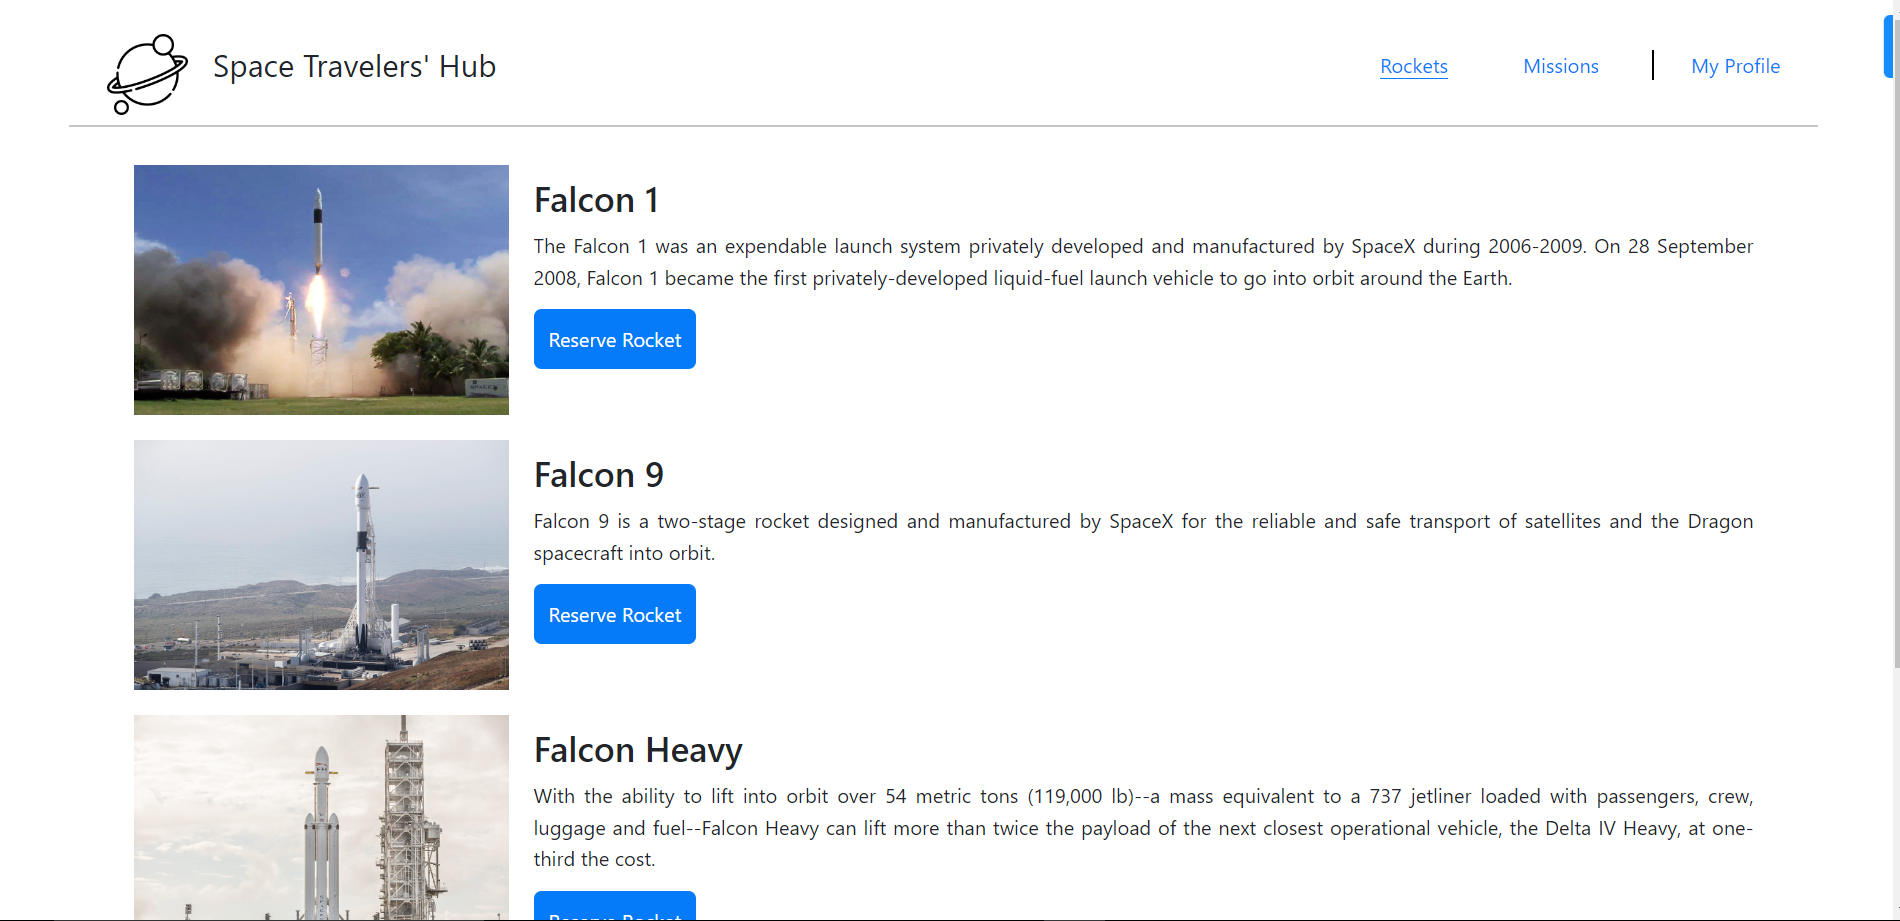 Space Travelers' Hub
Rockets
Missions
My Profile
Falcon 1
The Falcon 1 was an expendable launch system privately developed and manufactured by SpaceX during 2006-2009. On 28 September
2008, Falcon 1 became the first privately-developed liquid-fuel launch vehicle to go into orbit around the Earth.
Reserve Rocket
Falcon 9
Falcon 9 is a two-stage rocket designed and manufactured by SpaceX for the reliable and safe transport of satellites and the Dragon
spacecraft into orbit.
Reserve Rocket
Falcon Heavy
With the ability to lift into orbit over 54 metric tons (119,000 lb)--a mass equivalent to a 737 jetliner loaded with passengers, crew,
luggage and fuel--Falcon Heavy can lift more than twice the payload of the next closest operational vehicle, the Delta IV Heavy, at one-
third the cost.
Reserve Rocket